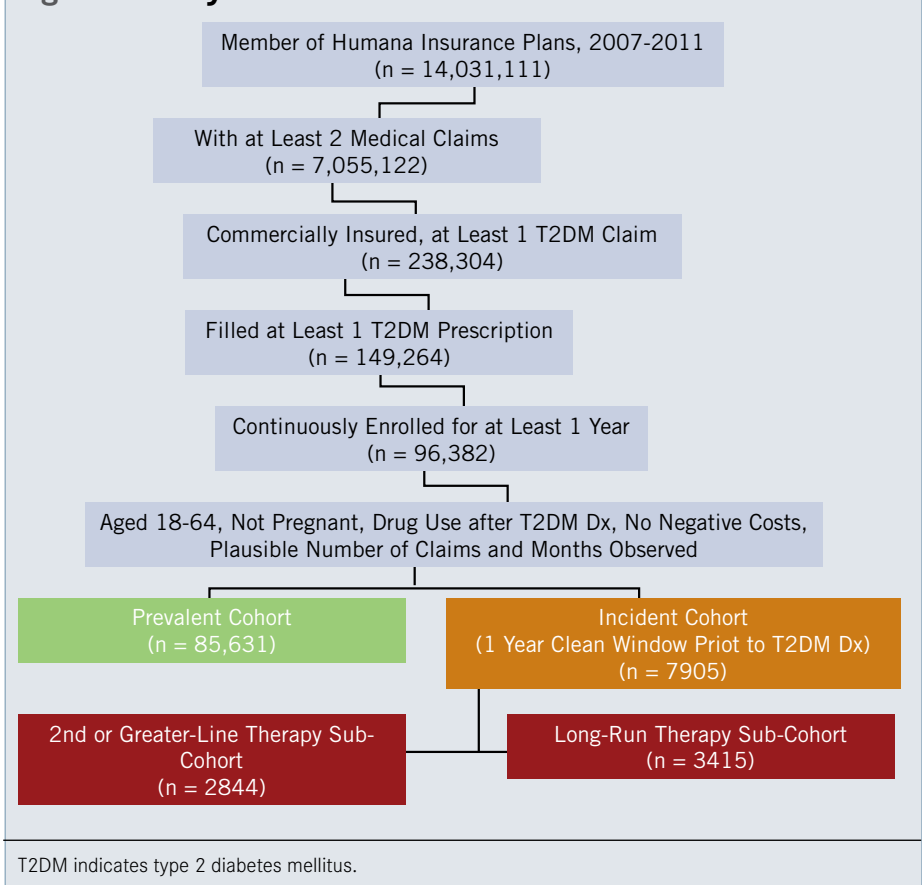 Member of Humana Insurance Plans, 2007-2011
(n = 14,031,111)
With at Least 2 Medical Claims
(n = 7,055,122)
Commercially Insured, at Least 1 T2DM Claim
(n = 238,304)
Filled at Least 1 T2DM Prescription
(n = 149,264)
Continuously Enrolled for at Least 1 Year
(n = 96,382)
Aged 18-64, Not Pregnant, Drug Use after T2DM Dx, No Negative Costs,
Plausible Number of Claims and Months Observed
Prevalent Cohort
(n = 85,631)
Incident Cohort
(1 Year Clean Window Priot to T2DM Dx)
(n = 7905)
2nd or Greater-Line Therapy Sub-
Cohort
(n = 2844)
Long-Run Therapy Sub-Cohort
(n = 3415)
T2DM indicates type 2 diabetes mellitus.